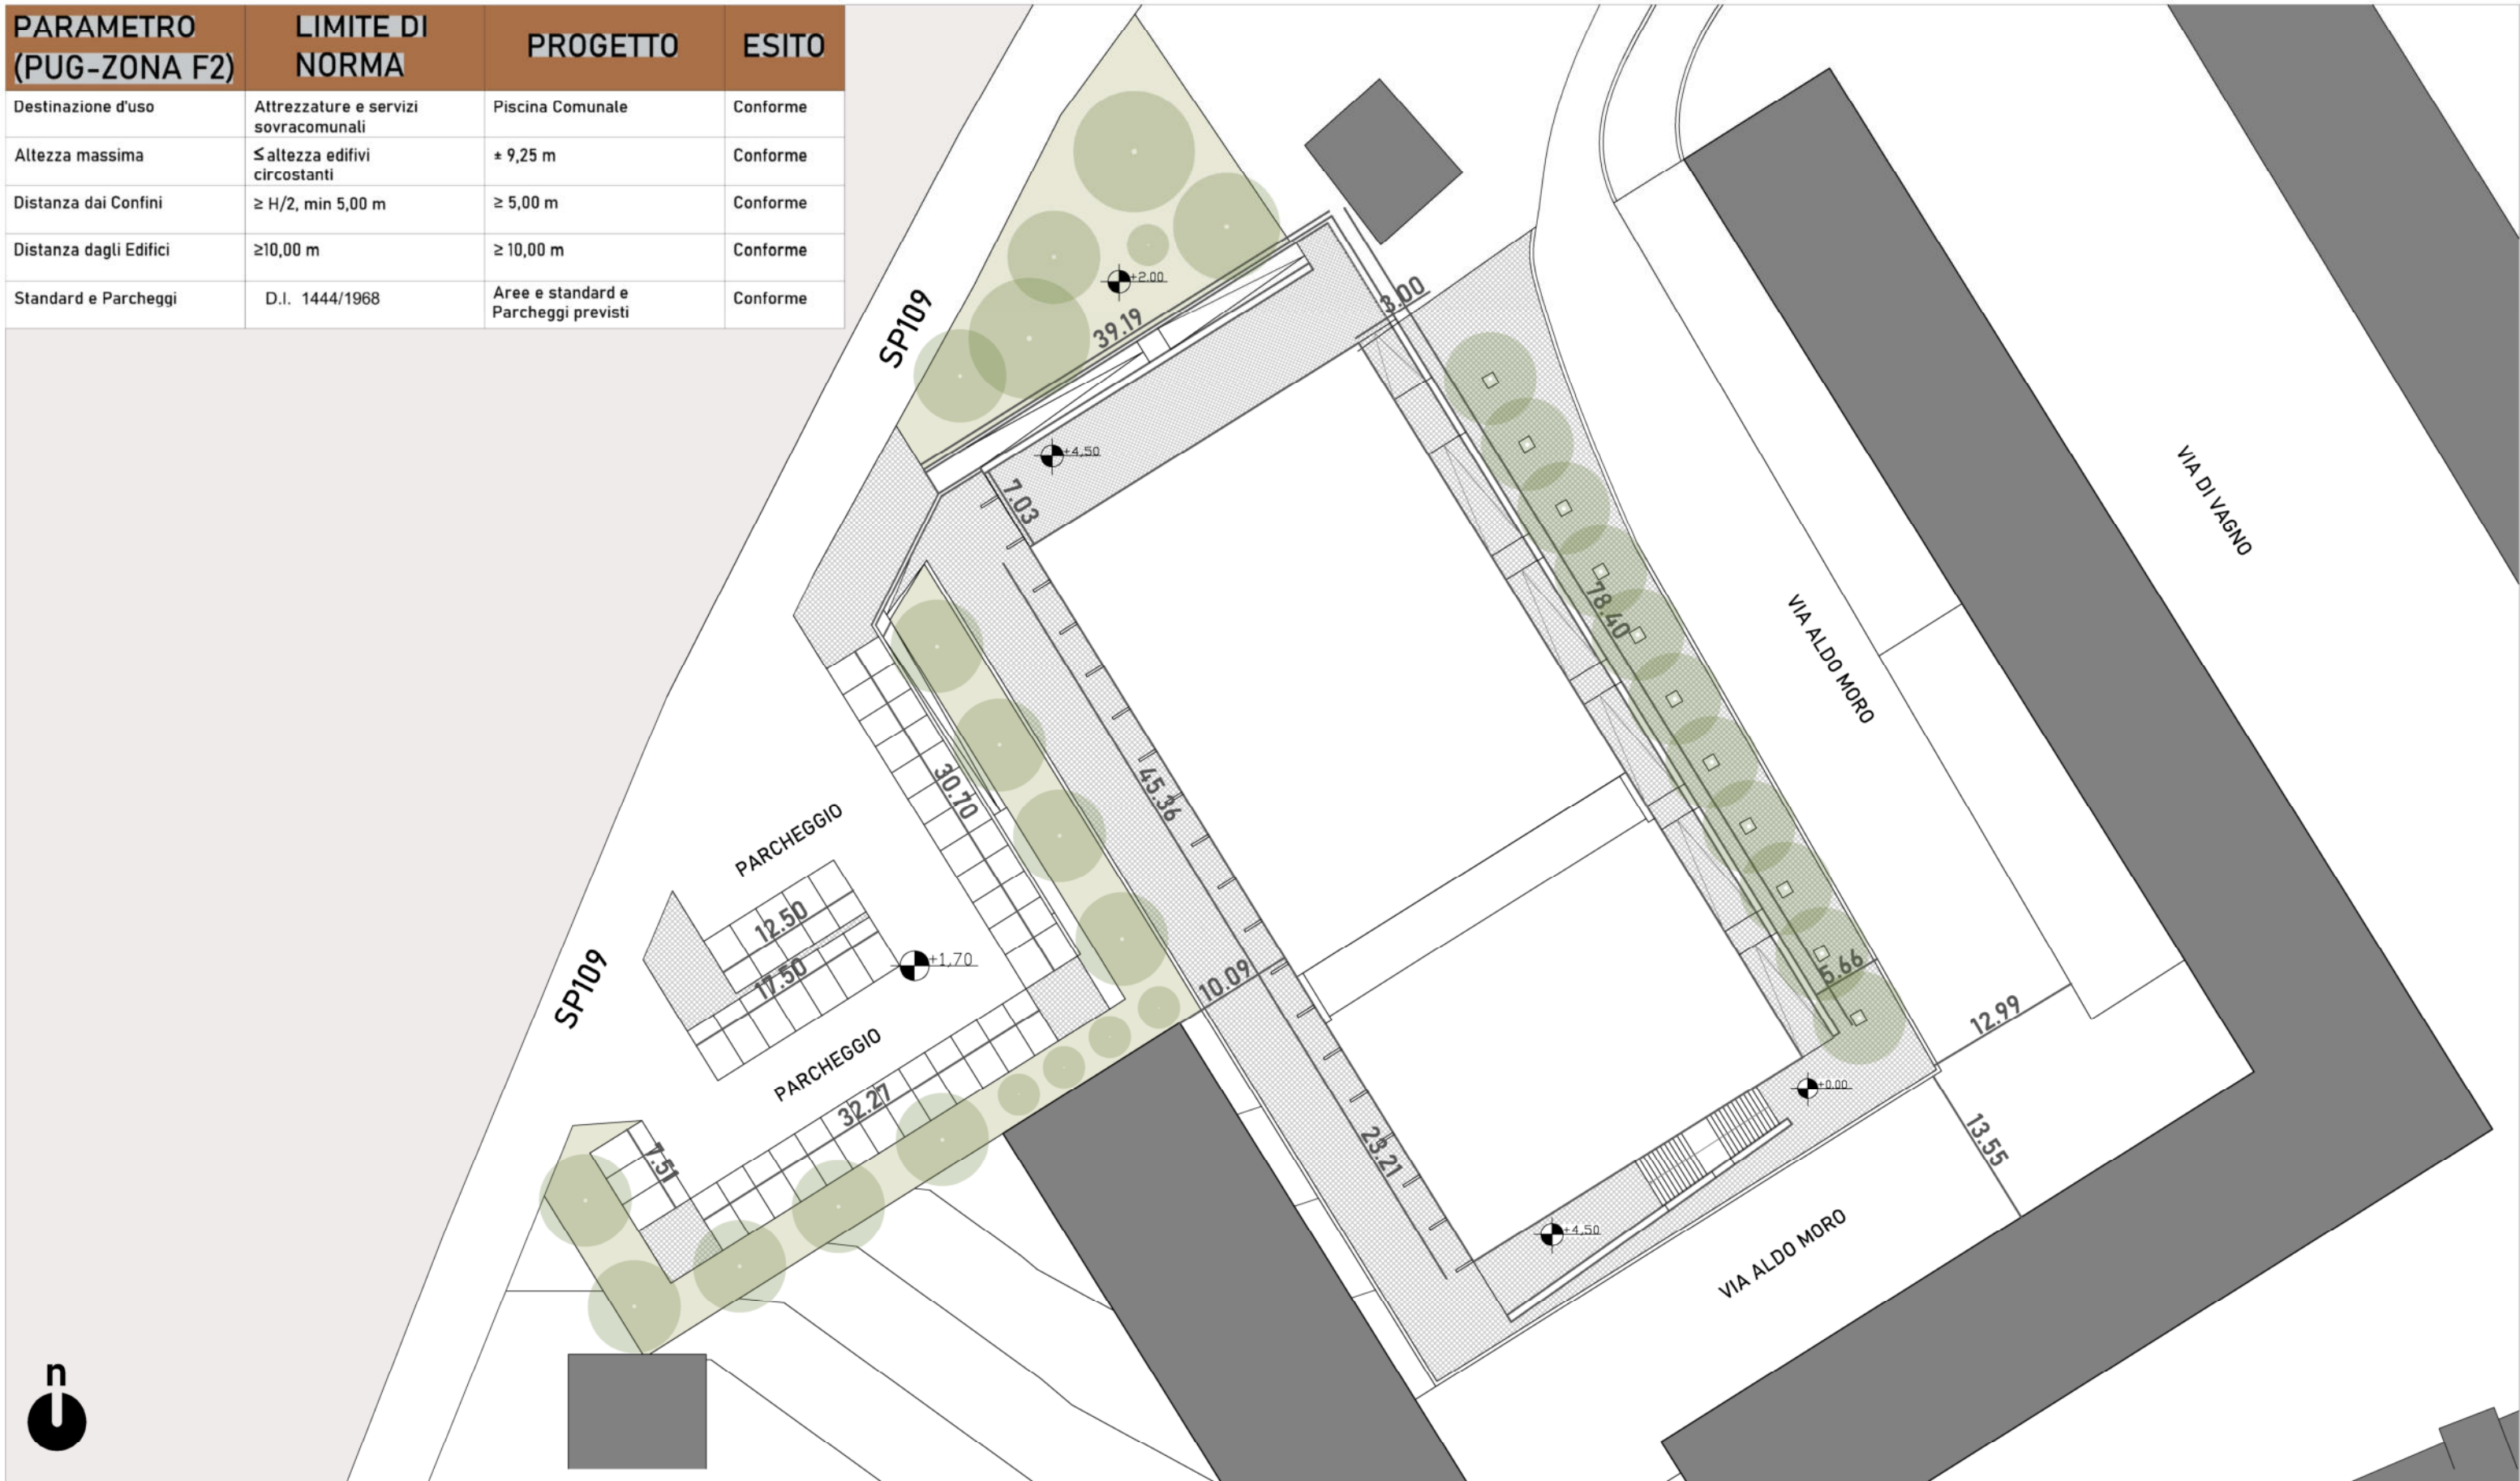 PARAMETRO
(PUG-ZONA F2)
LIMITE DI
NORMA
PROGETTO
ESITO
Destinazione d'uso
Attrezzature e servizi
sovracomunali
Piscina Comunale
Conforme
Altezza massima
≤altezza edifivi
circostanti
± 9,25 m
Conforme
Distanza dai Confini
≥ H/2, min 5,00 m
≥ 5,00 m
Conforme
Distanza dagli Edifici
≥10,00 m
≥ 10,00 m
Conforme
Standard e Parcheggi
D.I. 1444/1968
Aree e standard e
Parcheggi previsti
Conforme
SP109
+2.00
39.19
3.00
+4,50
7.03
VIA DI VAGNO
78.40
VIA ALDO MORO
30.70
45.36
PARCHEGGIO
12.50
17.50
+1,70
SP109
10.09
5.66
12.99
PARCHEGGIO
32.27
7.51
+0.00
13.55
23.21
+4,50
VIA ALDO MORO
n